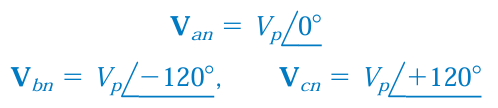 V_an = V_p/0°
V_bn = V_p/−120°, V_cn = V_p/+120°